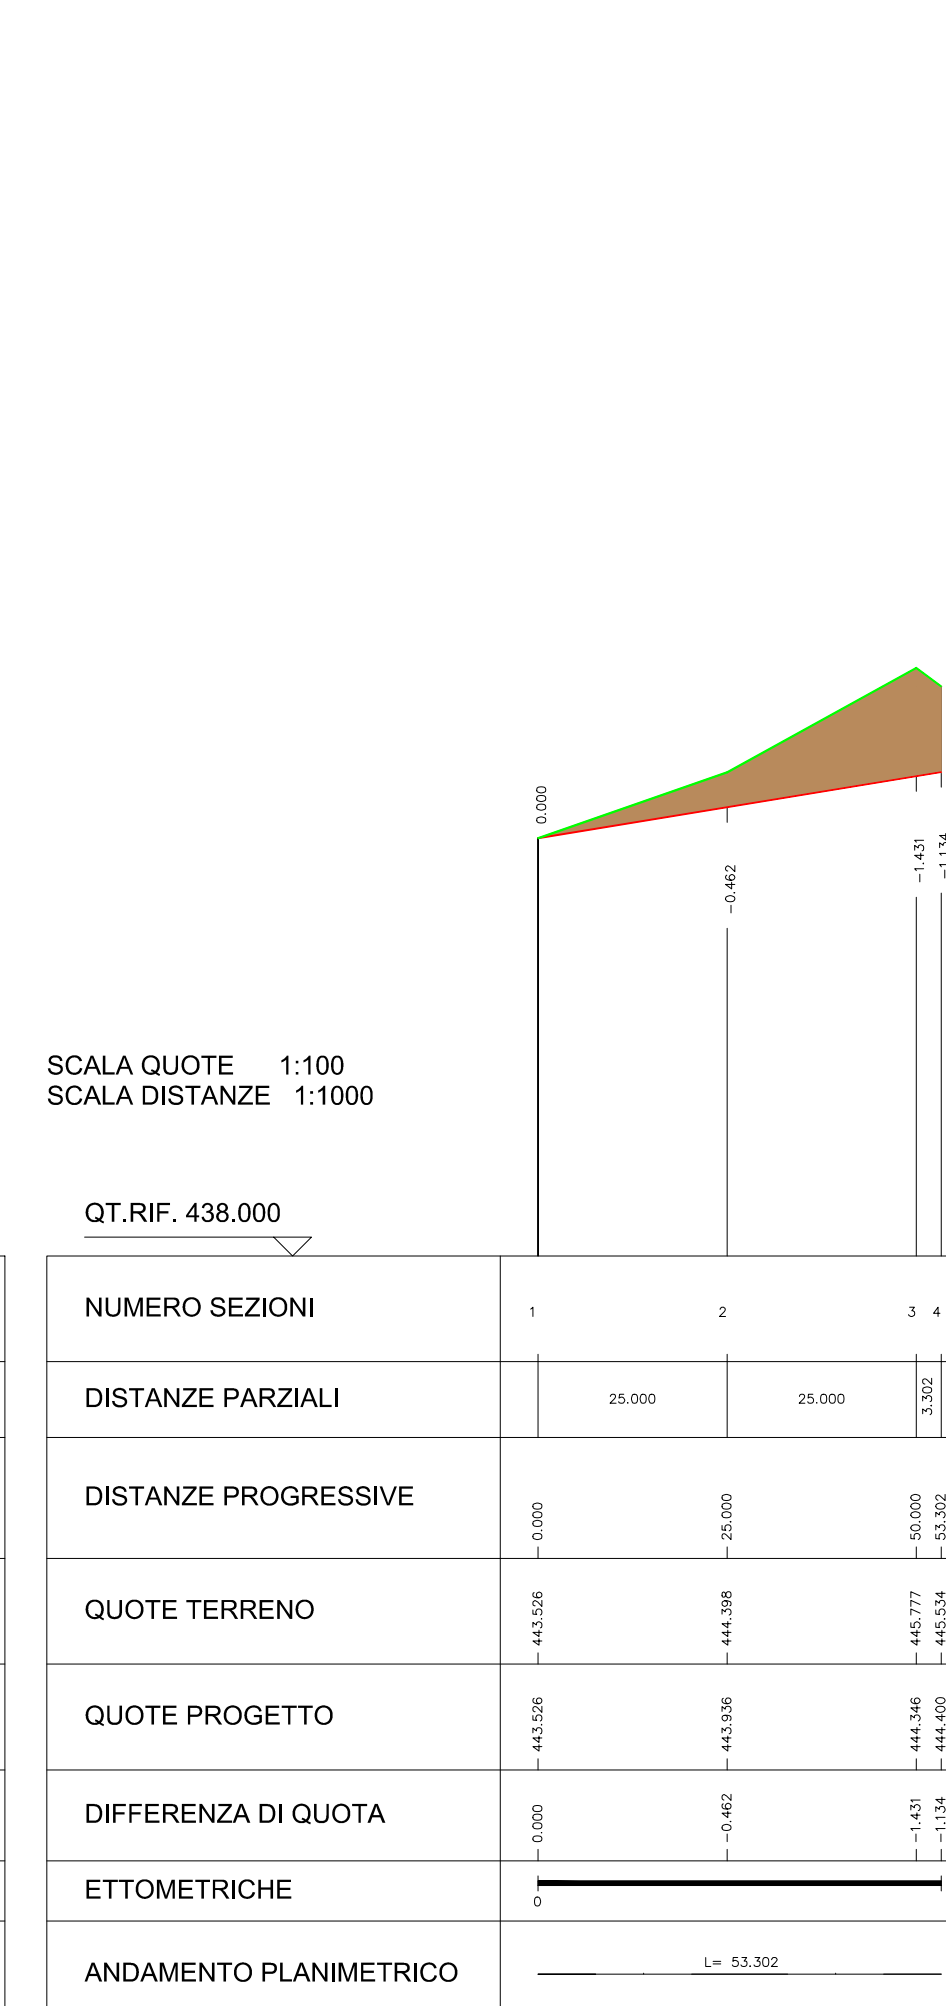 0.000
-0.462
-1.431
-1.134
SCALA QUOTE 1:100
SCALA DISTANZE 1:1000
QT.RIF. 438.000
NUMERO SEZIONI 1 2 3 4
DISTANZE PARZIALI 25.000 25.000 3.302
DISTANZE PROGRESSIVE 0.000 25.000 50.000 53.302
QUOTE TERRENO 443.526 444.398 445.777 445.534
QUOTE PROGETTO 443.526 443.936 444.346 444.400
DIFFERENZA DI QUOTA 0.000 -0.462 -1.431 -1.134
ETTOMETRICHE 0
ANDAMENTO PLANIMETRICO L= 53.302